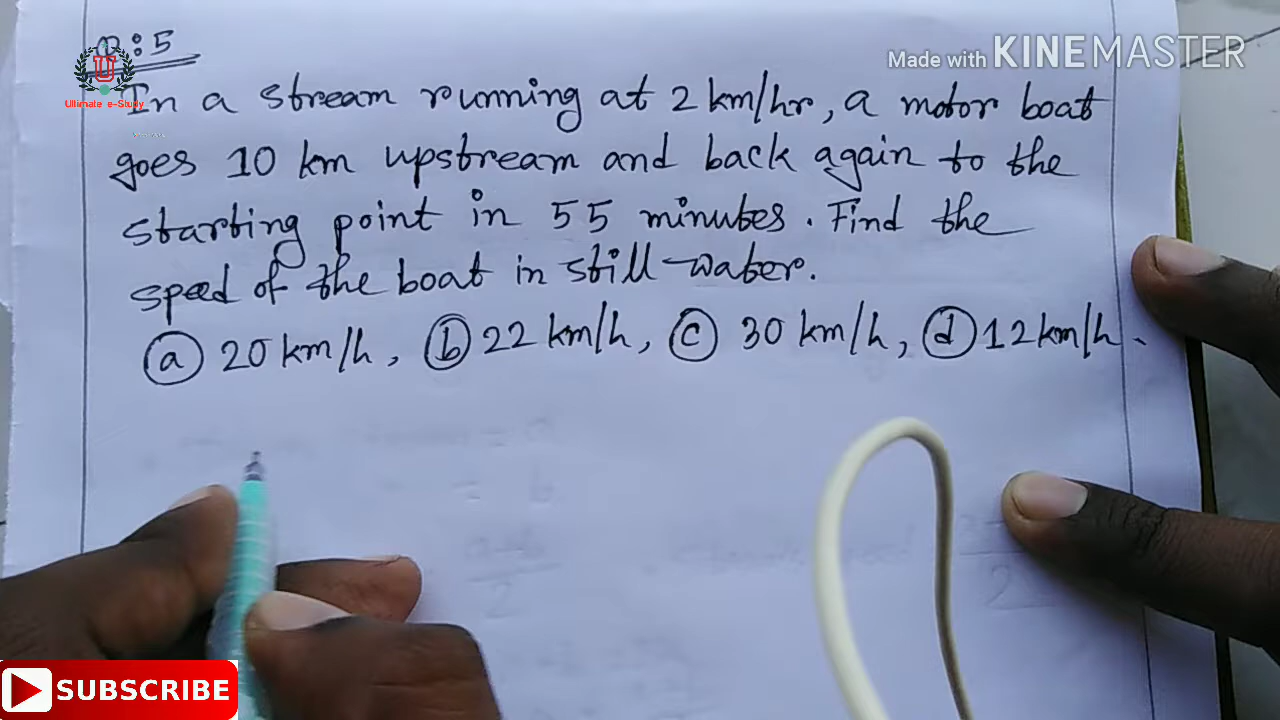 Q:5
Made with KINEMASTER
U
Ultimate e-Study
In a stream running at 2 km/hr, a motor boat
goes 10 km upstream and back again to the
starting point in 55 minutes. Find the
speed of the boat in still-water.
(a) 20 km/h, (b) 22 km/h, (c) 30 km/h, (d) 12 km/h.
SUBSCRIBE